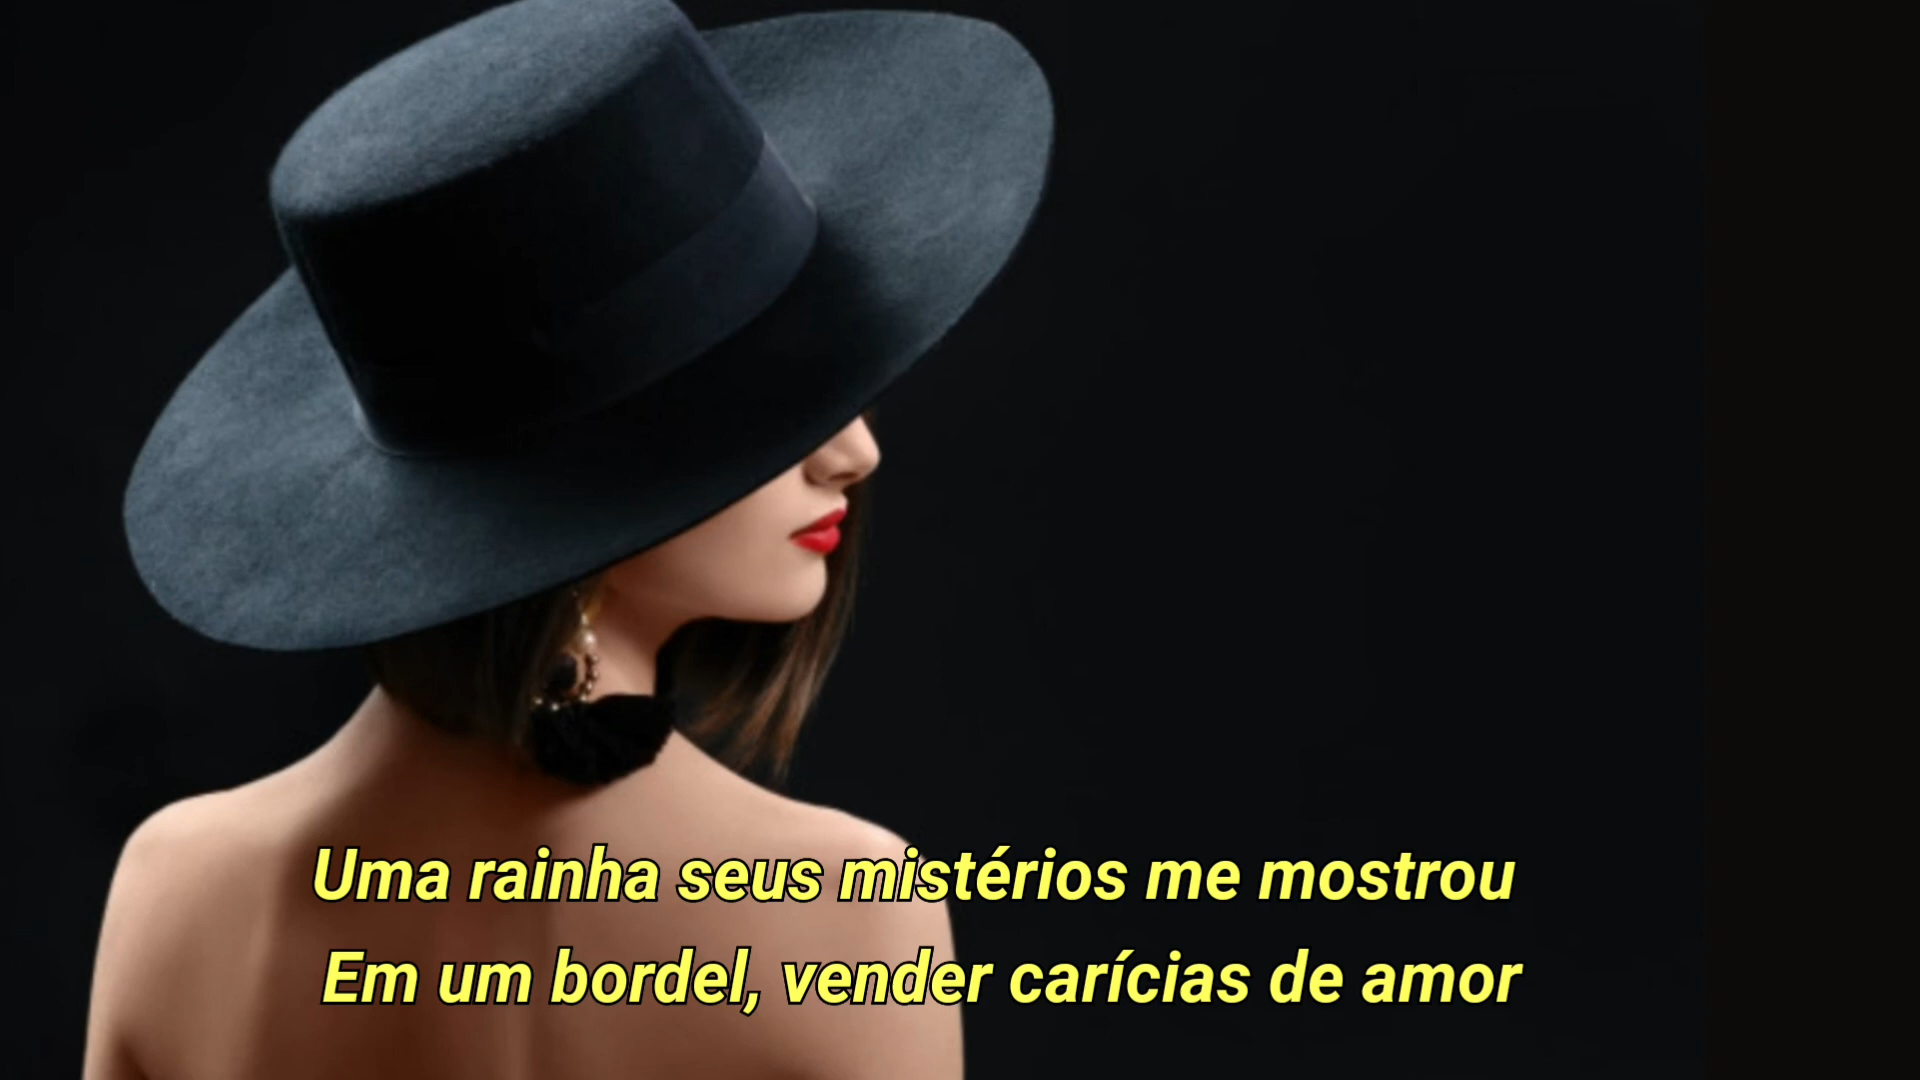 Uma rainha seus mistérios me mostrou
Em um bordel, vender carícias de amor